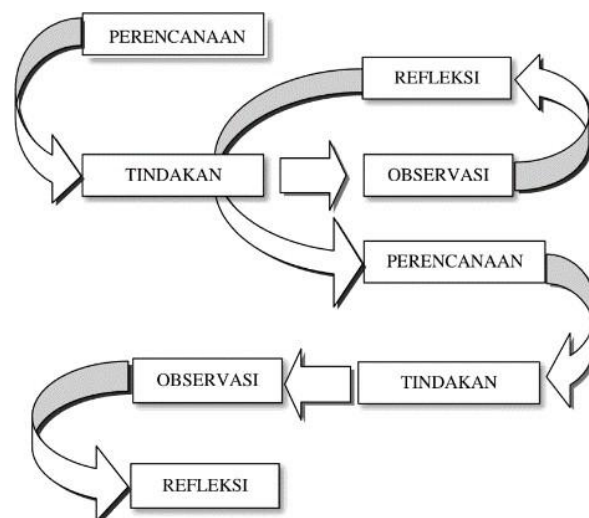 PERENCANAAN
REFLEKSI
TINDAKAN
OBSERVASI
PERENCANAAN
OBSERVASI
TINDAKAN
REFLEKSI